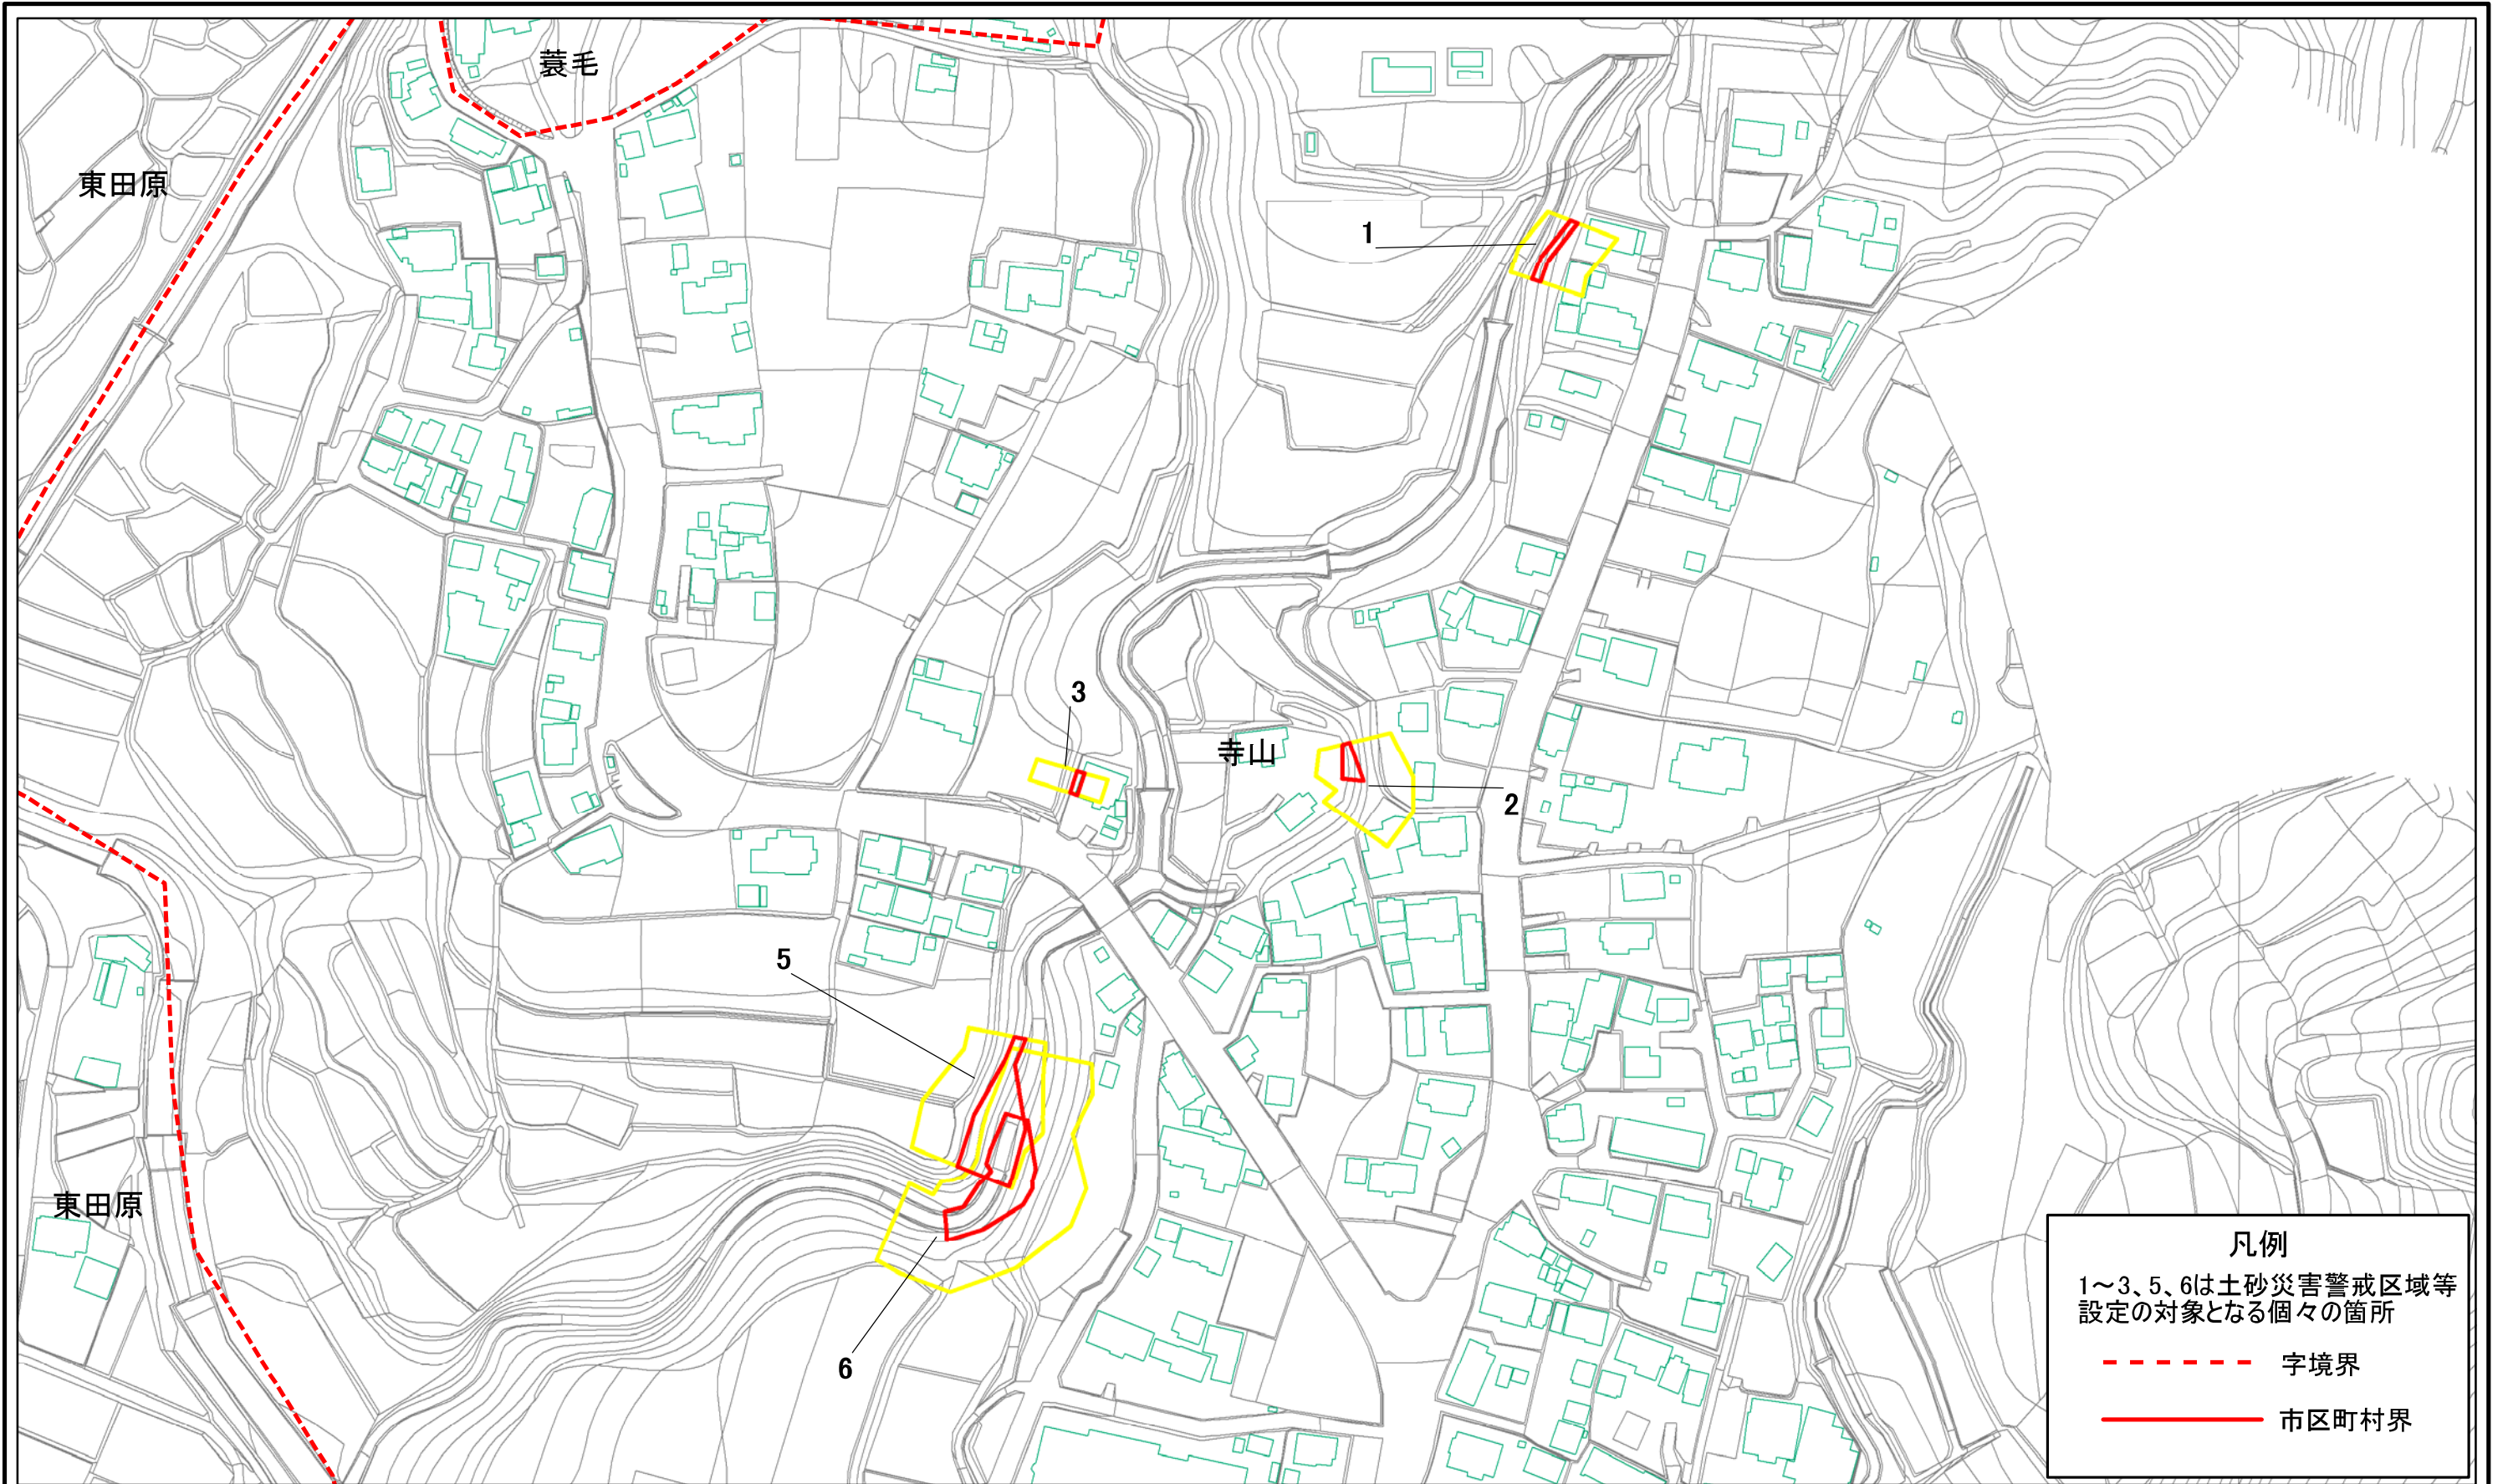 蓑毛
東田原
1
3
寺山
2
5
東田原
6
凡例
1～3、5、6は土砂災害警戒区域等
設定の対象となる個々の箇所
字境界
市区町村界